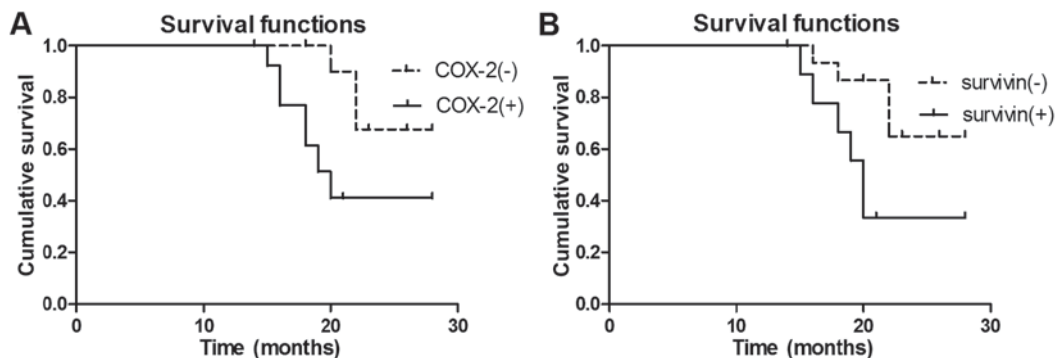 A
Survival functions
1.0
0.8
0.6
0.4
0.2
0.0
0
10
20
30
Cumulative survival
Time (months)
COX-2(-)
COX-2(+)
B
Survival functions
1.0
0.8
0.6
0.4
0.2
0.0
0
10
20
30
Cumulative survival
Time (months)
survivin(-)
survivin(+)